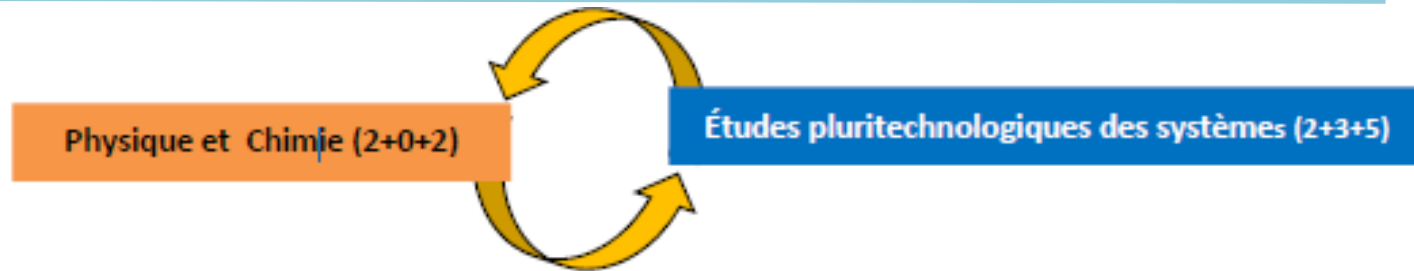 Physique et Chimie (2+0+2)
Études pluritechnologiques des systèmes (2+3+5)